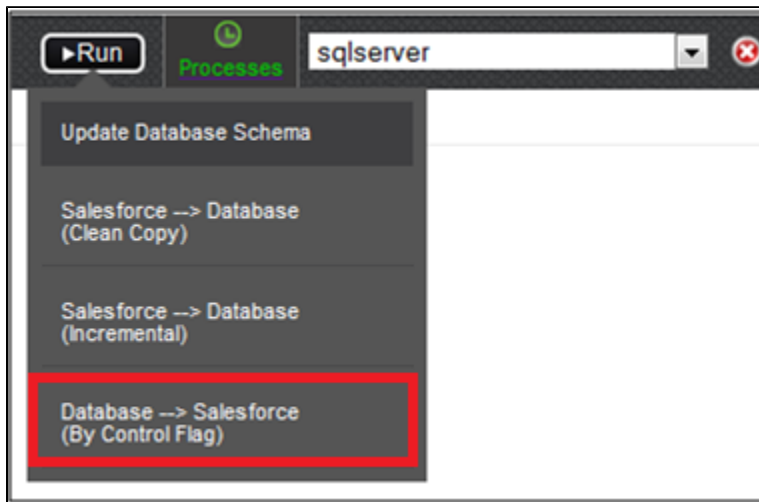 Run
Processes
sqlserver
Update Database Schema
Salesforce --> Database
(Clean Copy)
Salesforce --> Database
(Incremental)
Database --> Salesforce
(By Control Flag)